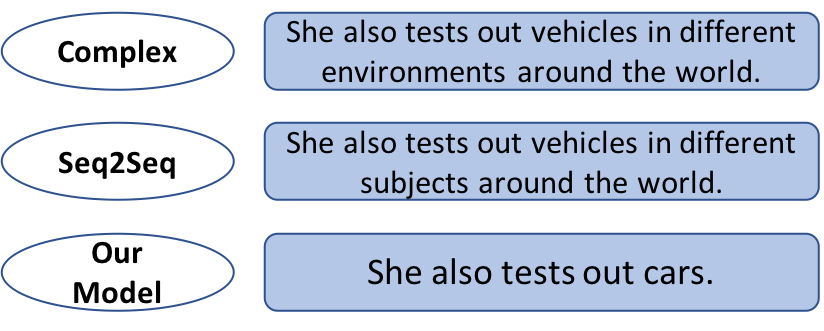 Complex
She also tests out vehicles in different
environments around the world.
Seq2Seq
She also tests out vehicles in different
subjects around the world.
Our
Model
She also tests out cars.